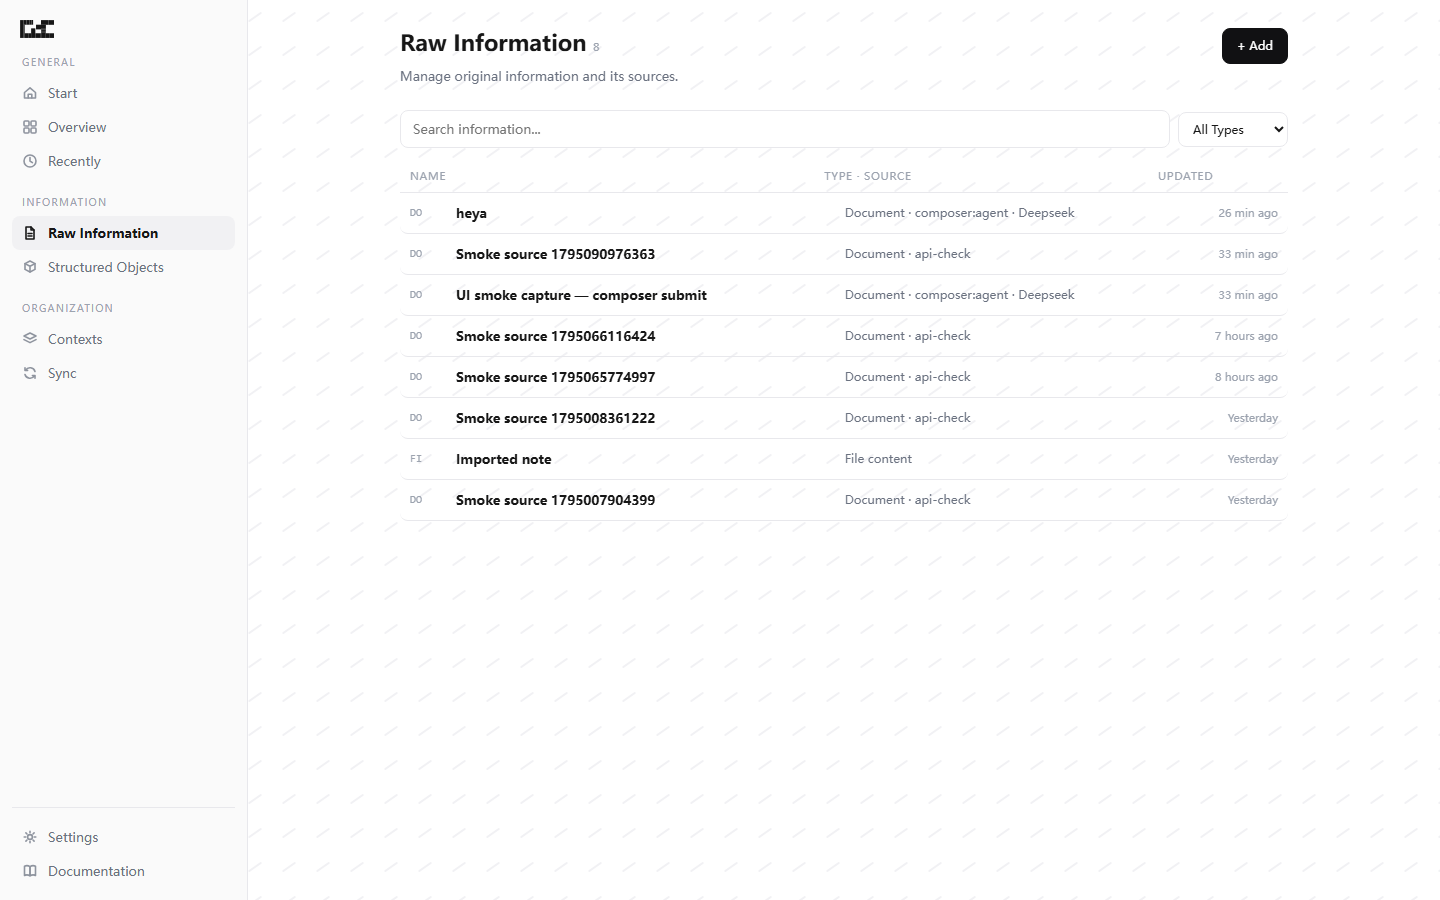 GENERAL
Start
Overview
Recently
INFORMATION
Raw Information
Structured Objects
ORGANIZATION
Contexts
Sync
Settings
Documentation
Raw Information 8
+ Add
Manage original information and its sources.
Search information...
All Types
NAME TYPE · SOURCE UPDATED
DO heya Document · composer:agent · Deepseek 26 min ago
DO Smoke source 1795090976363 Document · api-check 33 min ago
DO UI smoke capture — composer submit Document · composer:agent · Deepseek 33 min ago
DO Smoke source 1795066116424 Document · api-check 7 hours ago
DO Smoke source 1795065774997 Document · api-check 8 hours ago
DO Smoke source 1795008361222 Document · api-check Yesterday
FI Imported note File content Yesterday
DO Smoke source 1795007904399 Document · api-check Yesterday